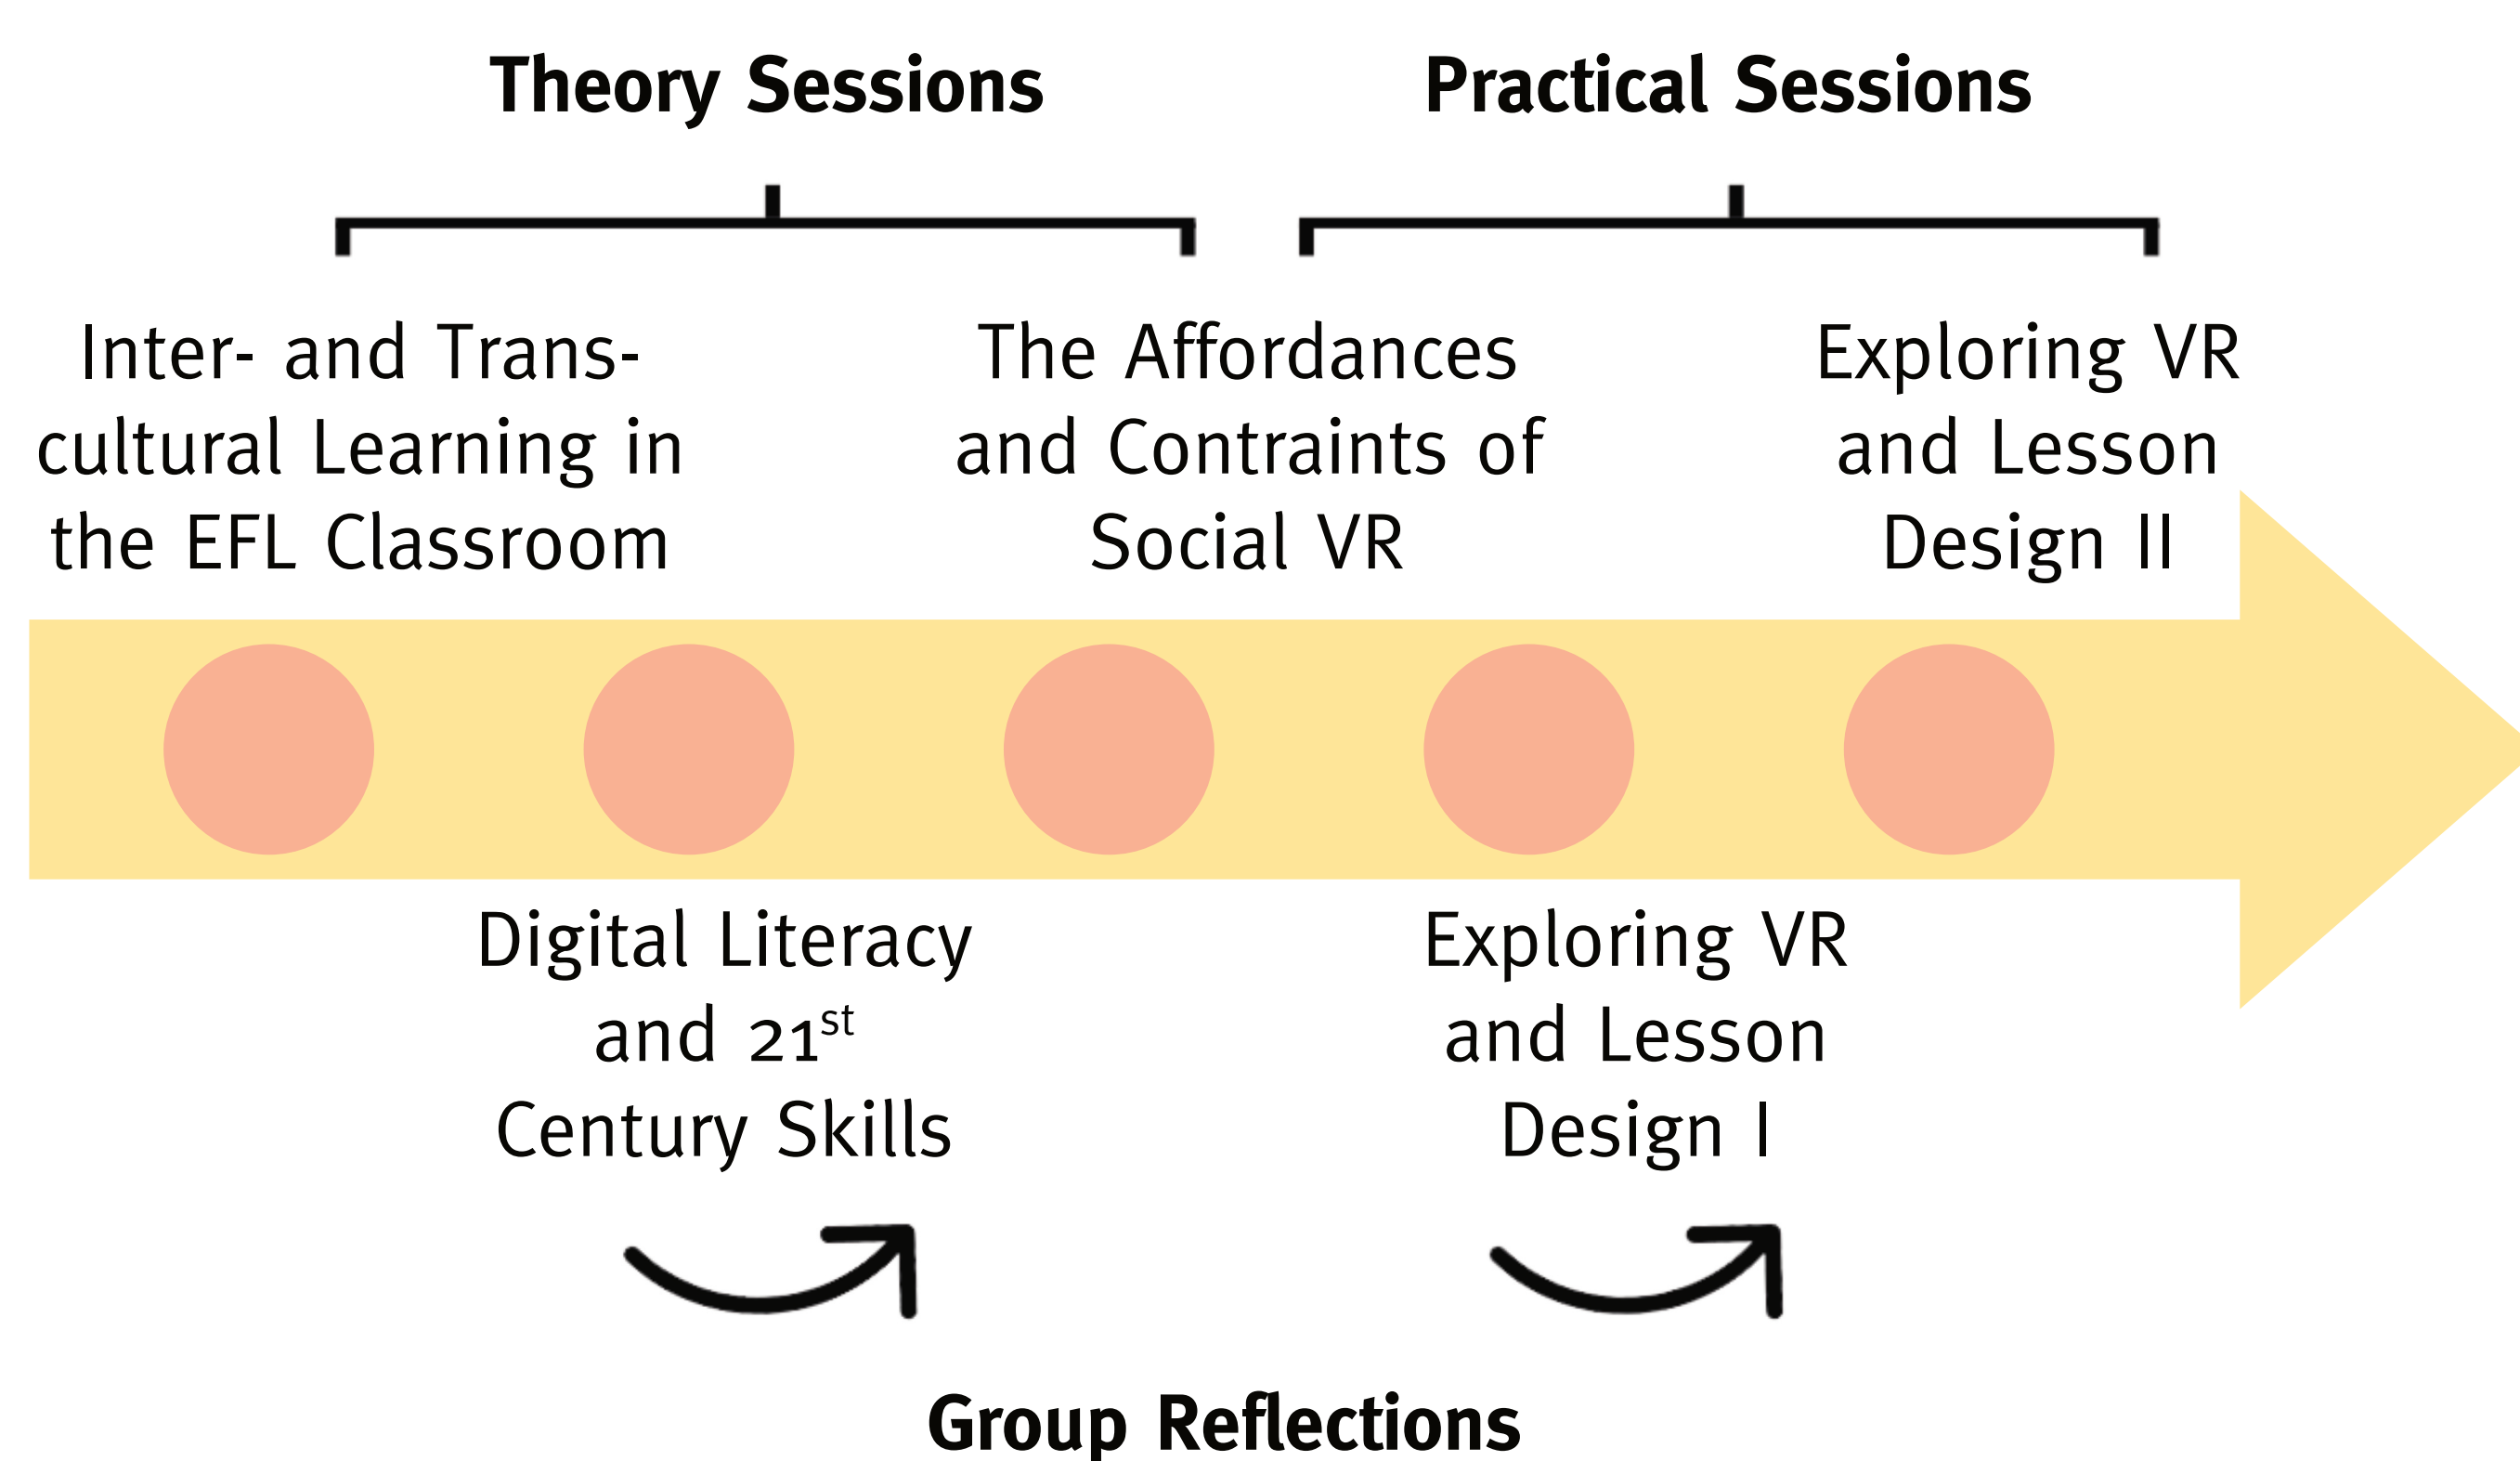 Theory Sessions
Practical Sessions
Inter- and Trans-
cultural Learning in
the EFL Classroom
The Affordances
and Contraints of
Social VR
Exploring VR
and Lesson
Design II
Digital Literacy
and 21st
Century Skills
Exploring VR
and Lesson
Design I
Group Reflections